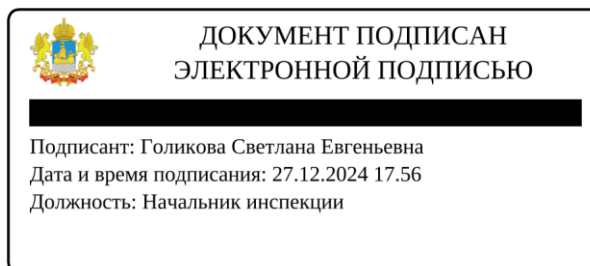 ДОКУМЕНТ ПОДПИСАН
ЭЛЕКТРОННОЙ ПОДПИСЬЮ
Подписант: Голикова Светлана Евгеньевна
Дата и время подписания: 27.12.2024 17.56
Должность: Начальник инспекции